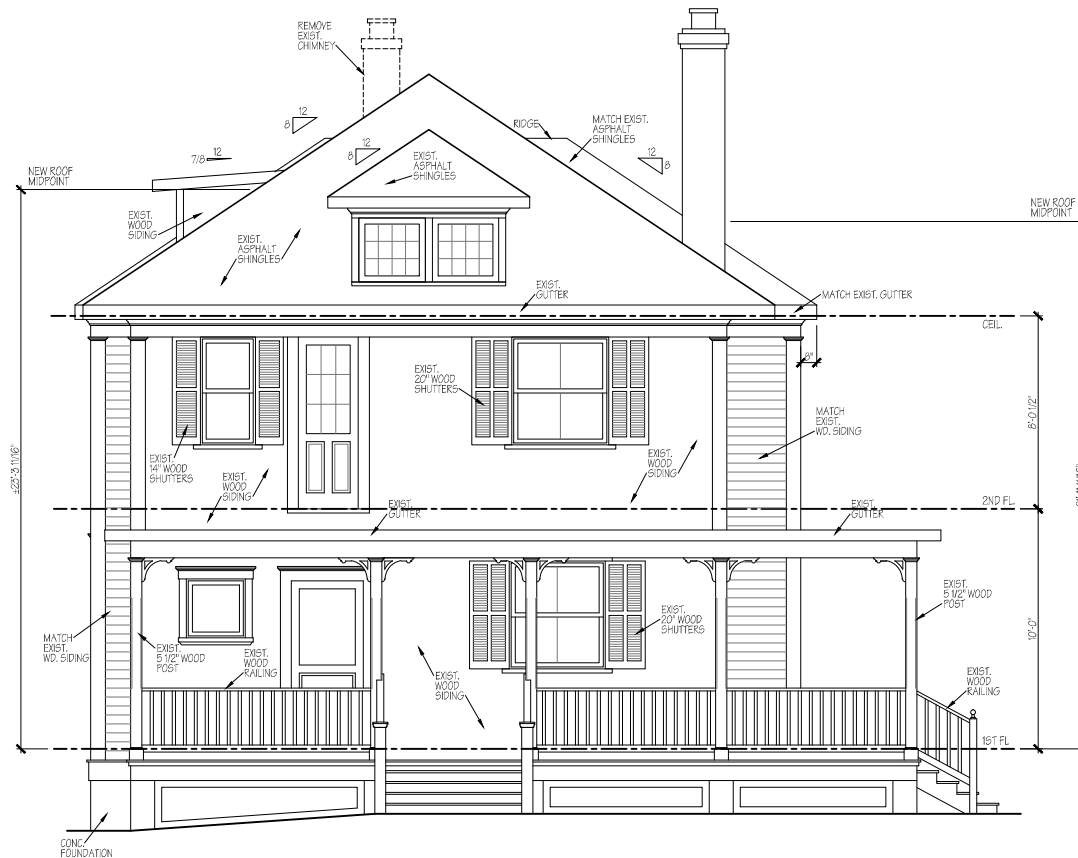 REMOVE
EXIST.
CHIMNEY
12
8
12
8
RIDGE
MATCH EXIST.
ASPHALT
SHINGLES
12
8
12
7/8
EXIST.
ASPHALT
SHINGLES
NEW ROOF
MIDPOINT
NEW ROOF
MIDPOINT
EXIST.
WOOD
SIDING
EXIST.
ASPHALT
SHINGLES
EXIST.
GUTTER
MATCH EXIST. GUTTER
CEIL.
8"
EXIST.
20" WOOD
SHUTTERS
MATCH
EXIST.
WD. SIDING
8'-0 1/2"
±23'-3 11/16"
EXIST.
14" WOOD
SHUTTERS
EXIST.
WOOD
SIDING
EXIST.
WOOD
SIDING
2ND FL.
EXIST.
GUTTER
EXIST.
GUTTER
EXIST.
5 1/2" WOOD
POST
EXIST.
20" WOOD
SHUTTERS
10'-0"
MATCH
EXIST.
WD. SIDING
EXIST.
5 1/2" WOOD
POST
EXIST.
WOOD
RAILING
EXIST.
WOOD
SIDING
EXIST.
WOOD
RAILING
1ST FL
CONC.
FOUNDATION